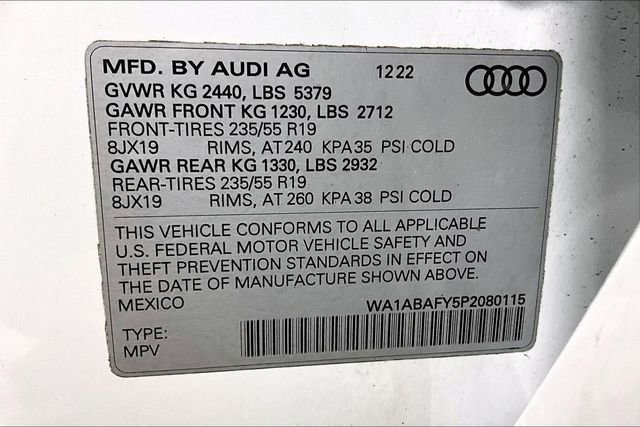 MFD. BY AUDI AG 12 22
GVWR KG 2440, LBS 5379
GAWR FRONT KG 1230, LBS 2712
FRONT-TIRES 235/55 R19
8JX19 RIMS, AT 240 KPA 35 PSI COLD
GAWR REAR KG 1330, LBS 2932
REAR-TIRES 235/55 R19
8JX19 RIMS, AT 260 KPA 38 PSI COLD
THIS VEHICLE CONFORMS TO ALL APPLICABLE
U.S. FEDERAL MOTOR VEHICLE SAFETY AND
THEFT PREVENTION STANDARDS IN EFFECT ON
THE DATE OF MANUFACTURE SHOWN ABOVE.
MEXICO WA1ABAFY5P2080115
TYPE:
MPV